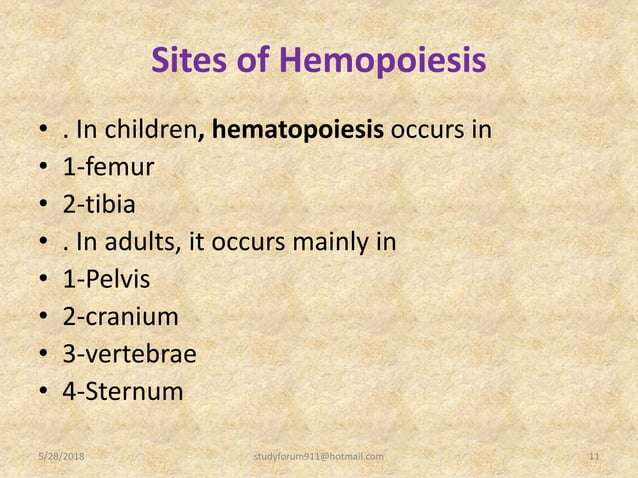 Sites of Hemopoiesis
• . In children, hematopoiesis occurs in
• 1-femur
• 2-tibia
• . In adults, it occurs mainly in
• 1-Pelvis
• 2-cranium
• 3-vertebrae
• 4-Sternum
5/28/2018 studyforum911@hotmail.com 11